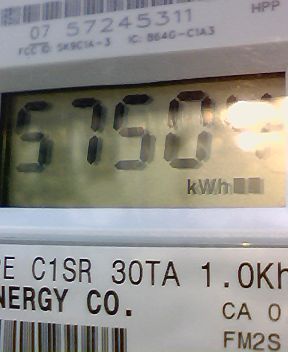 HPP
07 57245311
FCC ID: SK9C1A-3 IC: 864G-C1A3
5750
kWh
PE C1SR 30TA 1.0Kh
NERGY CO.
CA 0
FM2S